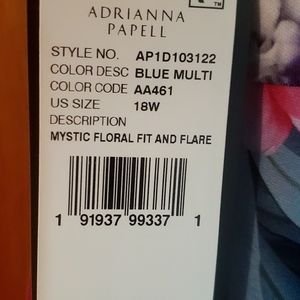 ADRIANNA
PAPELL
STYLE NO. AP1D103122
COLOR DESC BLUE MULTI
COLOR CODE AA461
US SIZE 18W
DESCRIPTION
MYSTIC FLORAL FIT AND FLARE
1 91937 99337 1